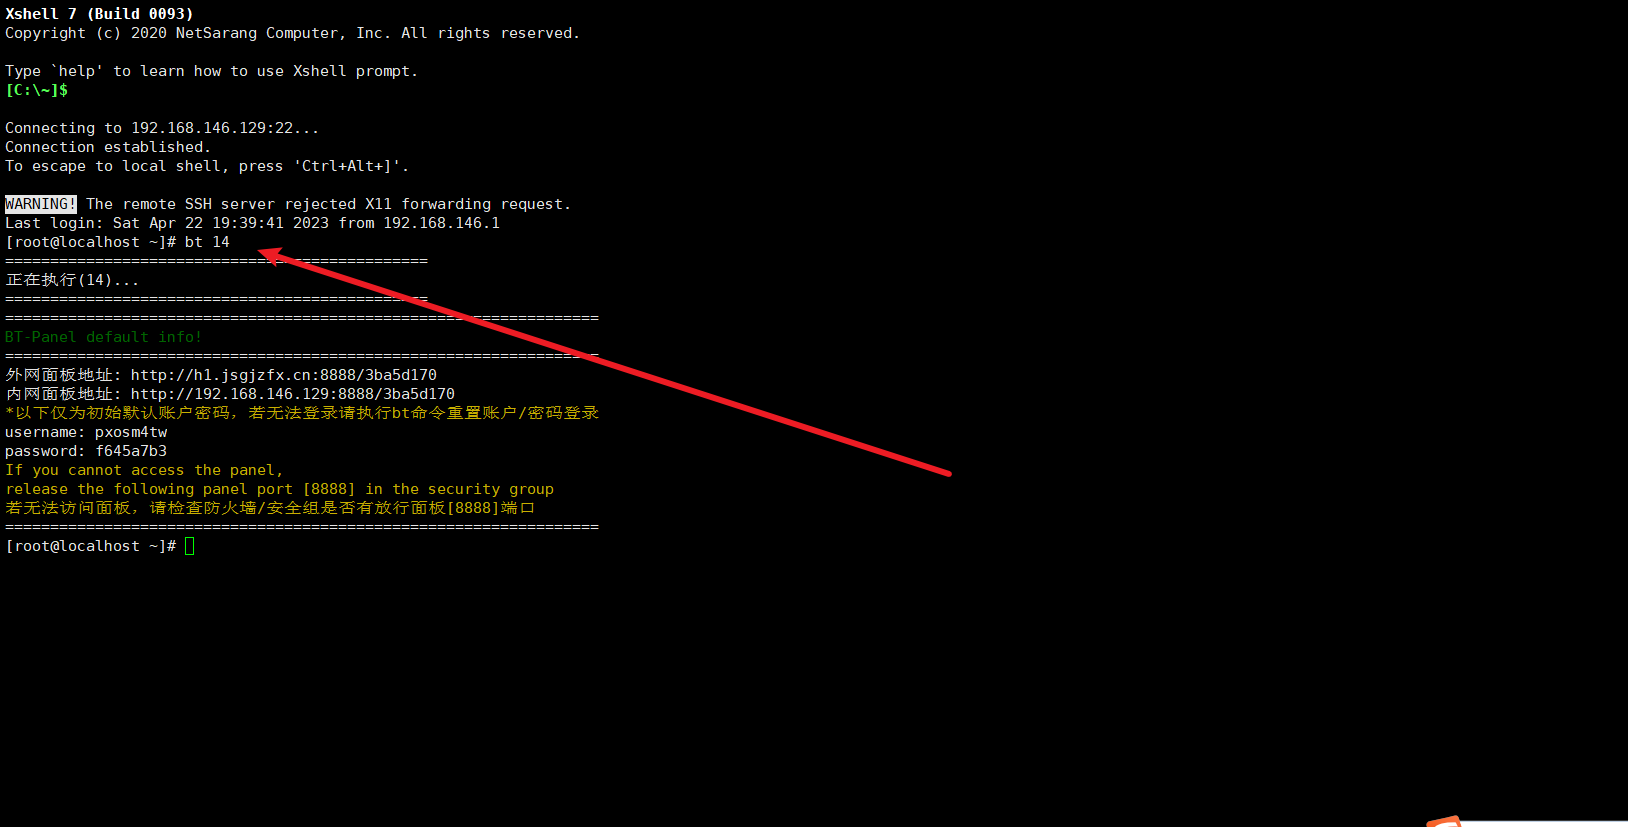 Xshell 7 (Build 0093)
Copyright (c) 2020 NetSarang Computer, Inc. All rights reserved.
Type `help' to learn how to use Xshell prompt.
[C:\~]$
Connecting to 192.168.146.129:22...
Connection established.
To escape to local shell, press 'Ctrl+Alt+]'.
WARNING! The remote SSH server rejected X11 forwarding request.
Last login: Sat Apr 22 19:39:41 2023 from 192.168.146.1
[root@localhost ~]# bt 14
===============================================
正在执行(14)...
===============================================
==================================================================
BT-Panel default info!
==================================================================
外网面板地址: http://h1.jsgjzfx.cn:8888/3ba5d170
内网面板地址: http://192.168.146.129:8888/3ba5d170
*以下仅为初始默认账户密码，若无法登录请执行bt命令重置账户/密码登录
username: pxosm4tw
password: f645a7b3
If you cannot access the panel,
release the following panel port [8888] in the security group
若无法访问面板，请检查防火墙/安全组是否有放行面板[8888]端口
==================================================================
[root@localhost ~]#